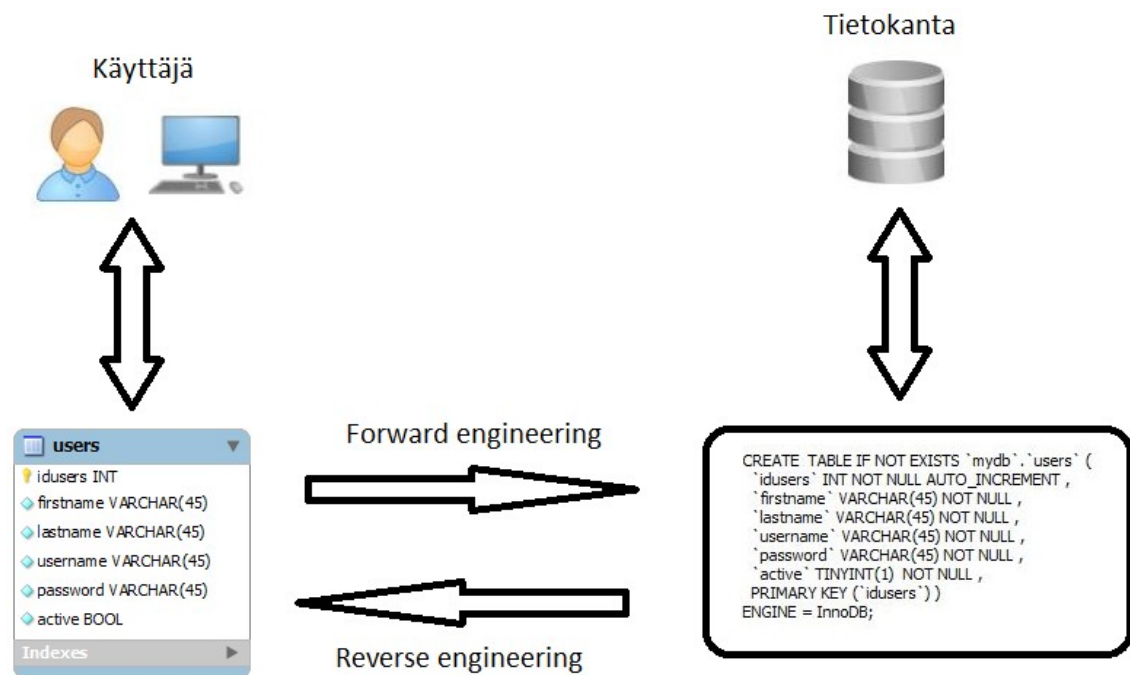 Tietokanta
Käyttäjä
users
idusers INT
firstname VARCHAR(45)
lastname VARCHAR(45)
username VARCHAR(45)
password VARCHAR(45)
active BOOL
Indexes
Forward engineering
Reverse engineering
CREATE TABLE IF NOT EXISTS `mydb`.`users` (
`idusers` INT NOT NULL AUTO_INCREMENT ,
`firstname` VARCHAR(45) NOT NULL ,
`lastname` VARCHAR(45) NOT NULL ,
`username` VARCHAR(45) NOT NULL ,
`password` VARCHAR(45) NOT NULL ,
`active` TINYINT(1) NOT NULL ,
PRIMARY KEY (`idusers`) )
ENGINE = InnoDB;